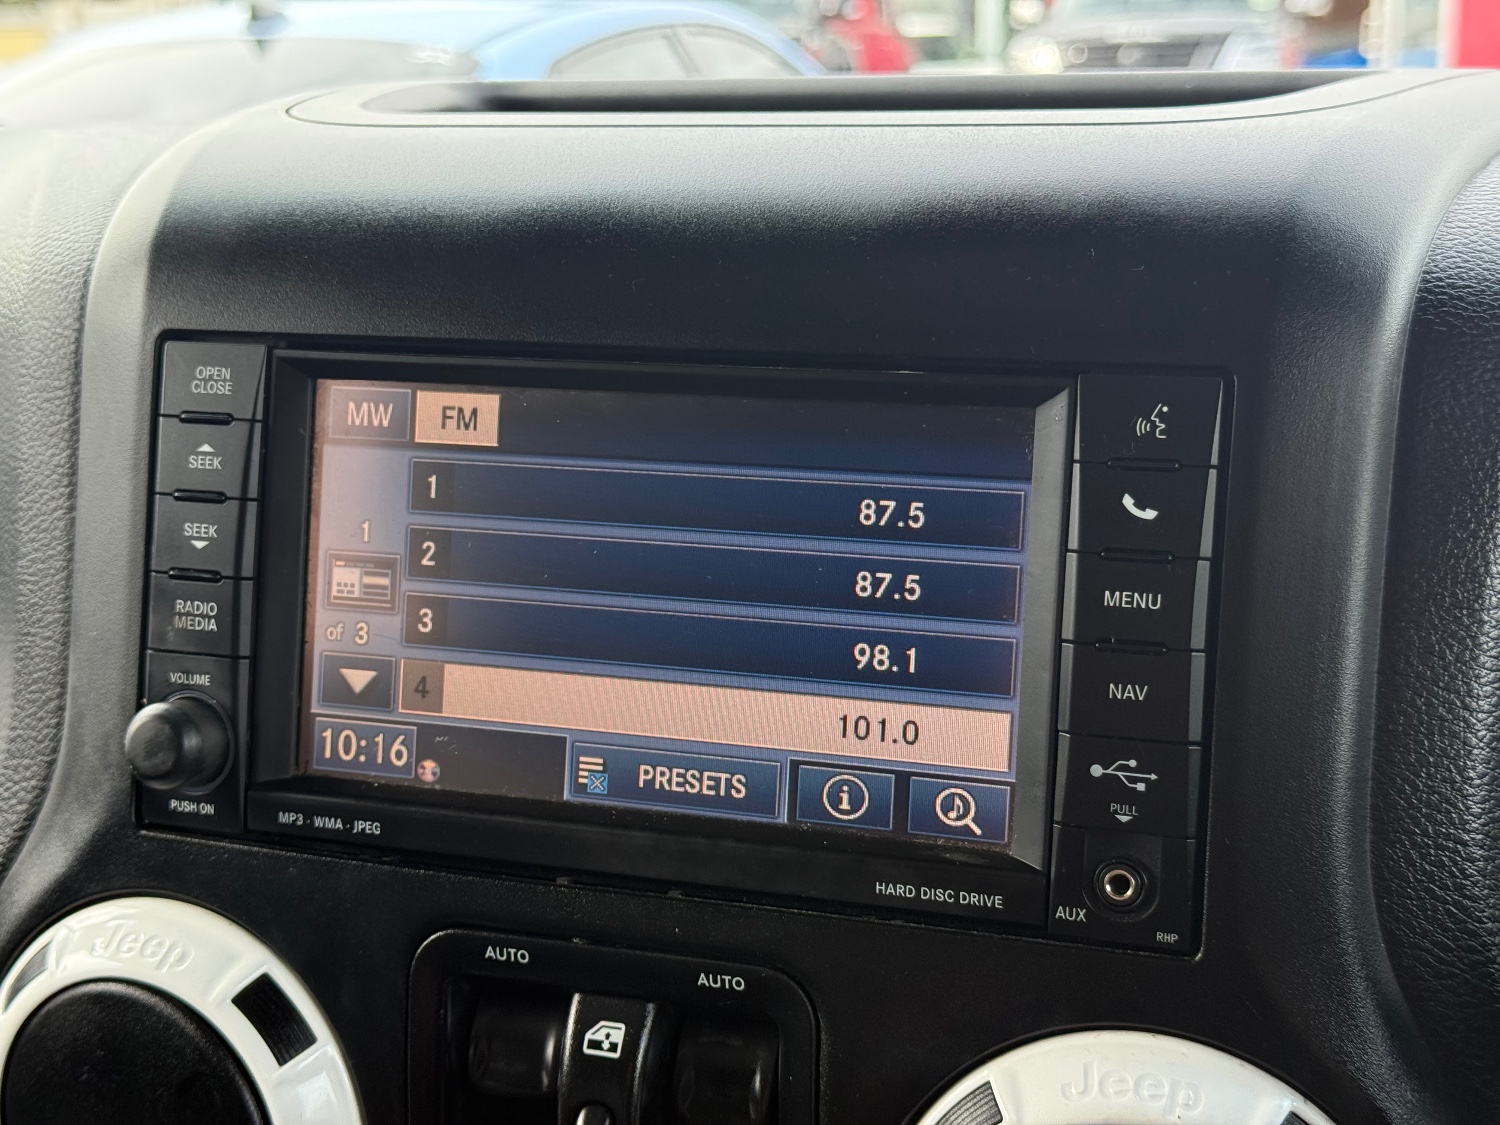 OPEN
CLOSE
SEEK
SEEK
RADIO
MEDIA
VOLUME
PUSH ON
MW
FM
1
87.5
2
87.5
3
98.1
4
101.0
1
of 3
10:16
PRESETS
i
MP3 · WMA · JPEG
HARD DISC DRIVE
MENU
NAV
PULL
AUX
RHP
AUTO
AUTO
Jeep
Jeep